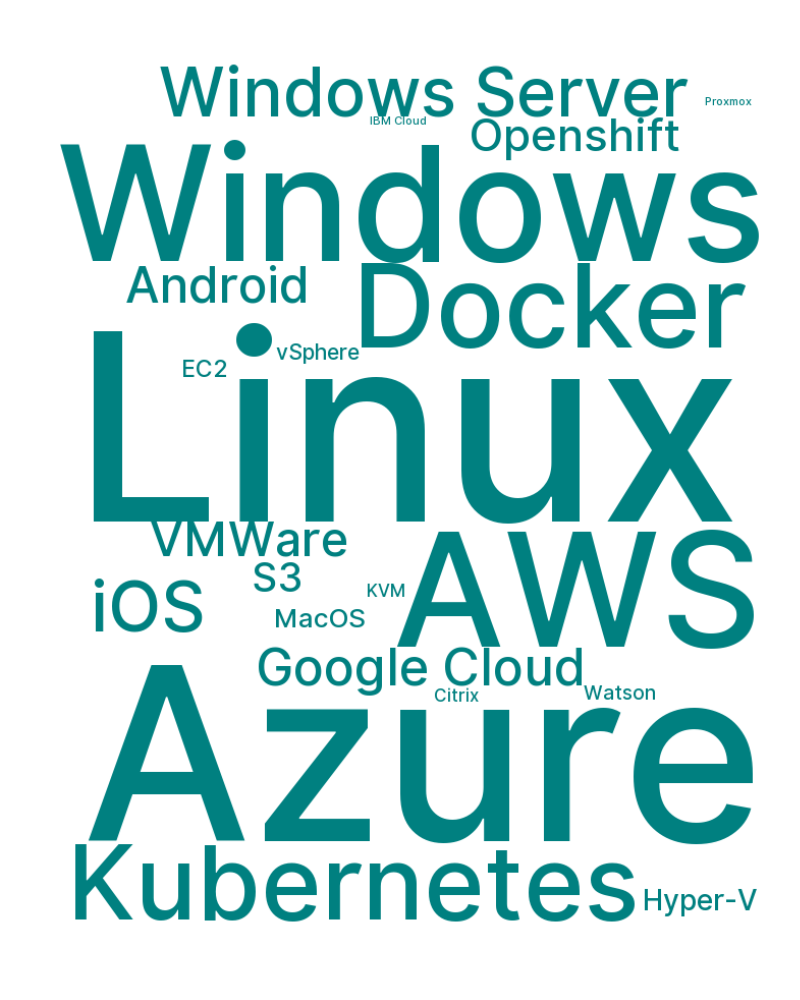 Windows Server
Proxmox
IBM Cloud
Openshift
Windows
Android
Docker
Linux
vSphere
EC2
VMWare
AWS
S3
iOS
KVM
MacOS
Google Cloud
Citrix
Watson
Azure
Kubernetes
Hyper-V